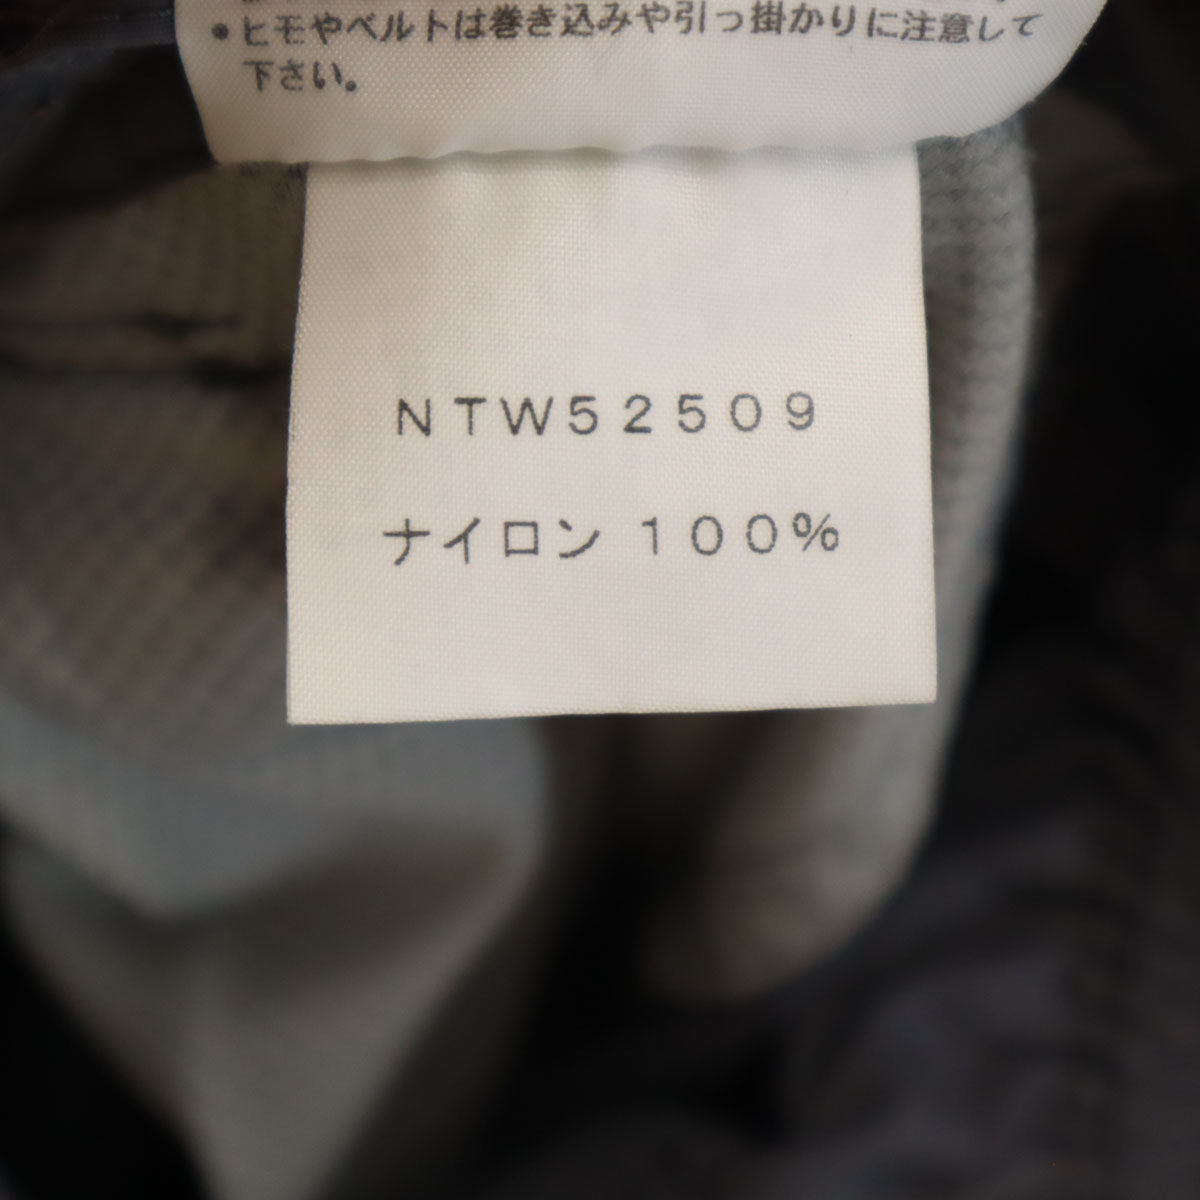 ●ヒモやベルトは巻き込みや引っ掛かりに注意して
下さい。
NTW52509
ナイロン 100%